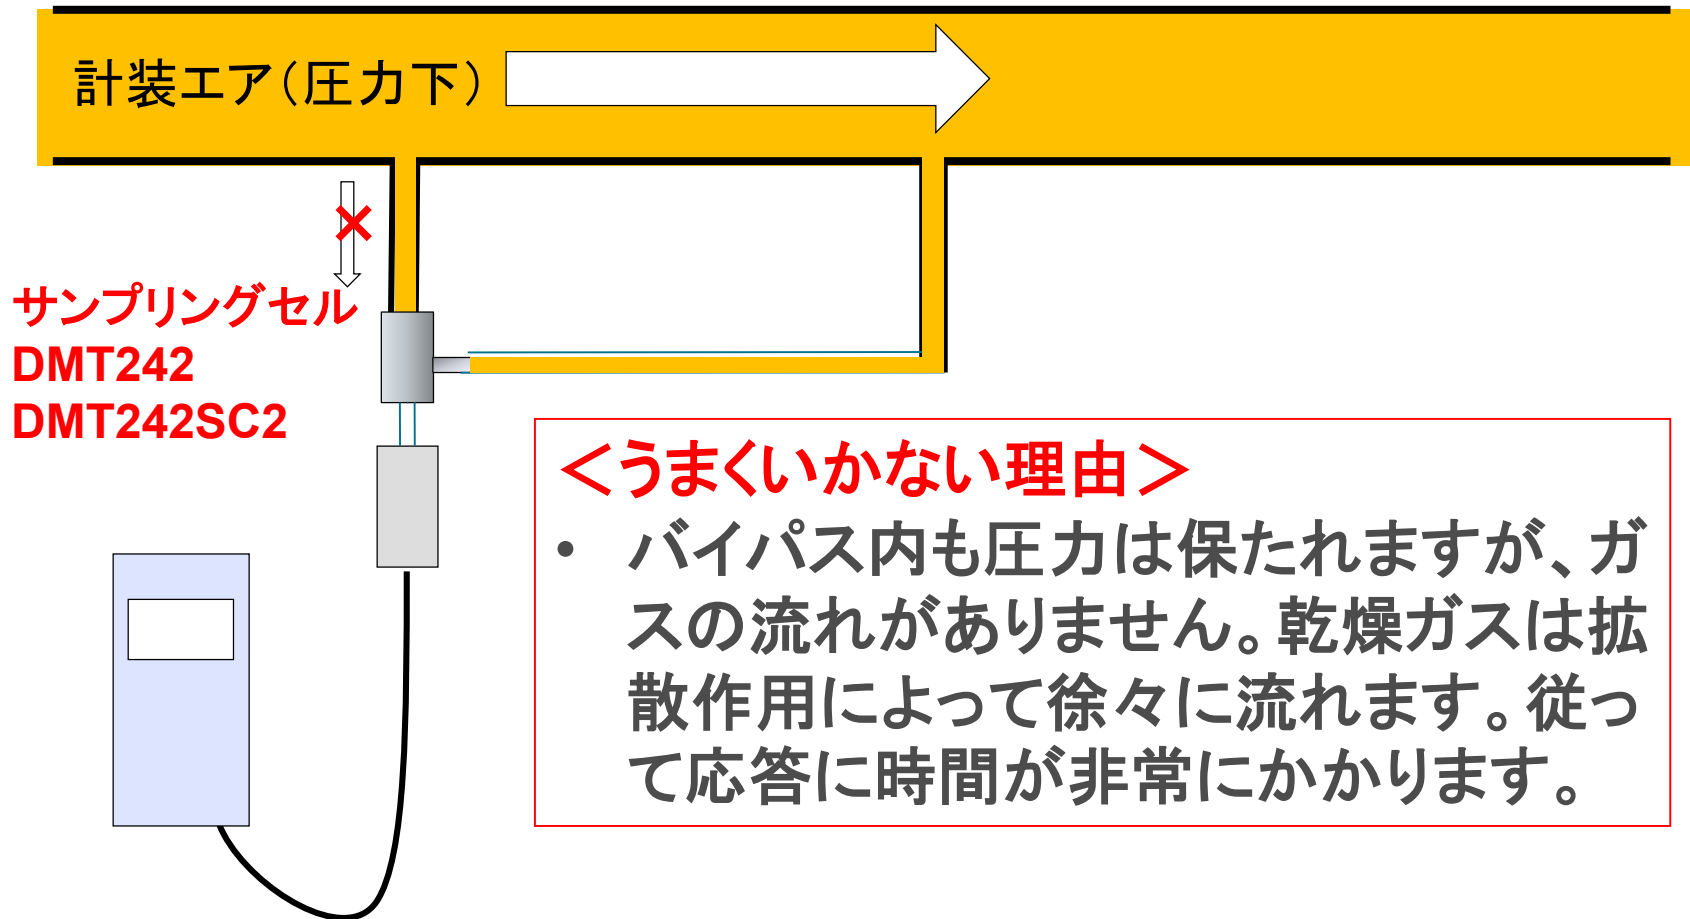 計装エア（圧力下）
サンプリングセル
DMT242
DMT242SC2
＜うまくいかない理由＞
• バイパス内も圧力は保たれますが、ガ
スの流れがありません。乾燥ガスは拡
散作用によって徐々に流れます。従っ
て応答に時間が非常にかかります。